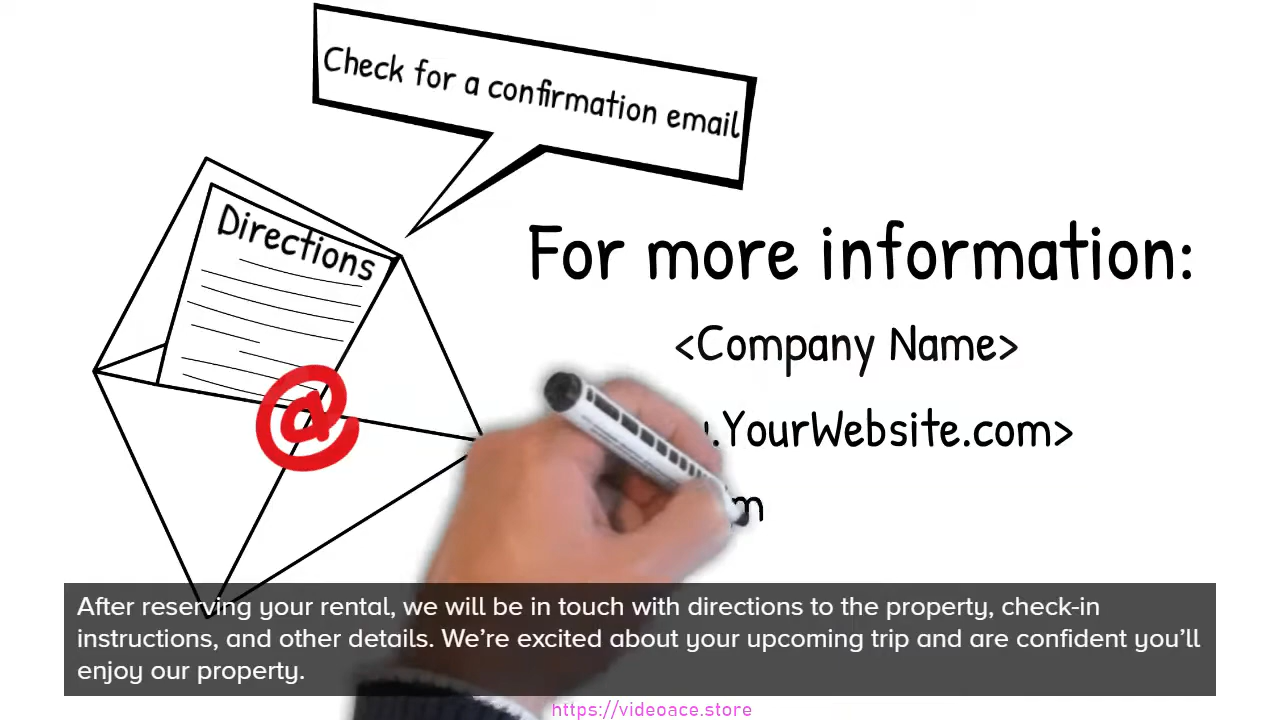 Check for a confirmation email
Directions
@
For more information:
<Company Name>
.YourWebsite.com>
After reserving your rental, we will be in touch with directions to the property, check-in
instructions, and other details. We’re excited about your upcoming trip and are confident you’ll
enjoy our property.
https://videoace.store